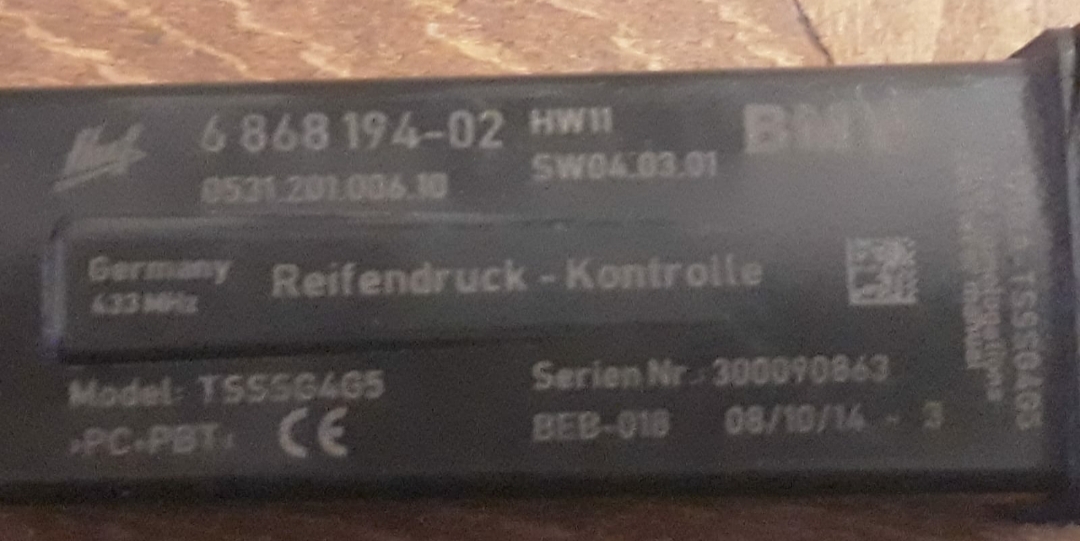 Huf
6 868 194-02 HW11 BMW
0531.201.006.10 SW04.03.01
Germany Reifendruck - Kontrolle
433 MHz
Model: TSSSG4G5 Serien Nr.: 300090863
>PC+PBT< CE BEB-018 08/10/14 - 3
TSSSG4G5